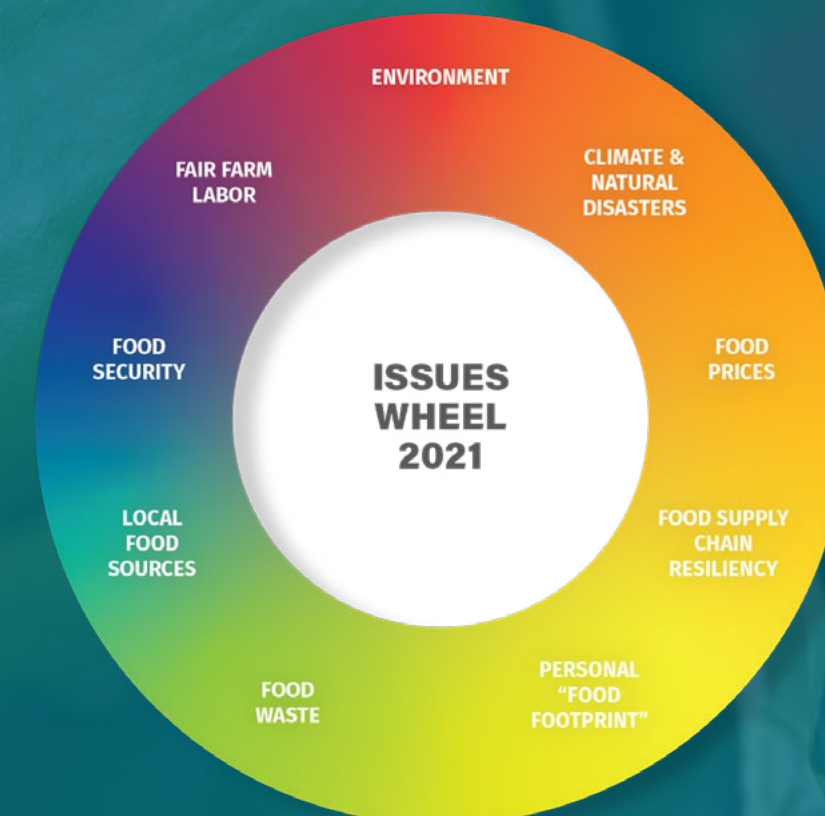 ENVIRONMENT
CLIMATE &
NATURAL
DISASTERS
FOOD
PRICES
FOOD SUPPLY
CHAIN
RESILIENCY
PERSONAL
“FOOD
FOOTPRINT”
FOOD
WASTE
LOCAL
FOOD
SOURCES
FOOD
SECURITY
FAIR FARM
LABOR
ISSUES
WHEEL
2021